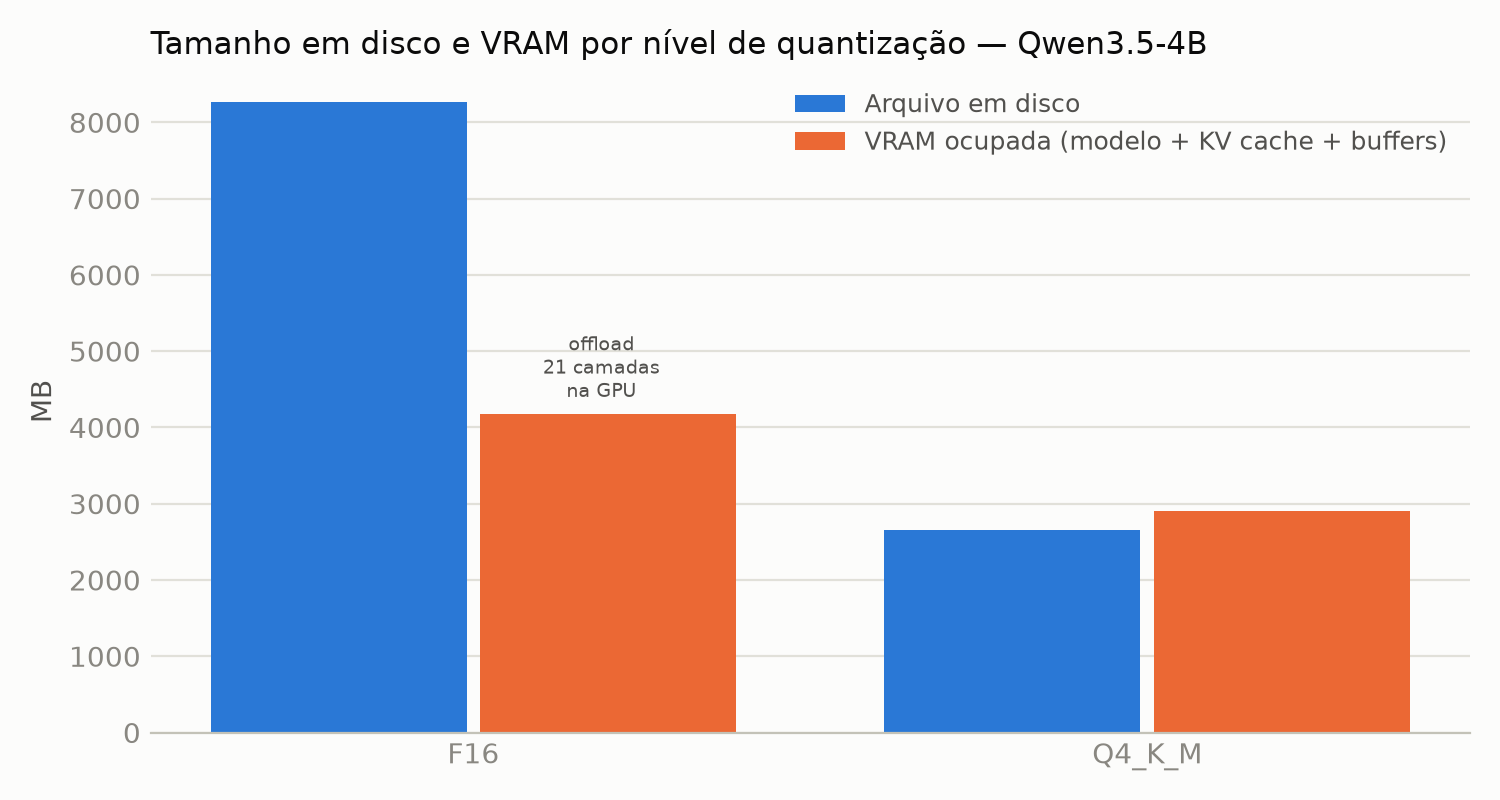 Tamanho em disco e VRAM por nível de quantização — Qwen3.5-4B
Arquivo em disco
VRAM ocupada (modelo + KV cache + buffers)
MB
8000
7000
6000
5000
4000
3000
2000
1000
0
offload
21 camadas
na GPU
F16
Q4_K_M